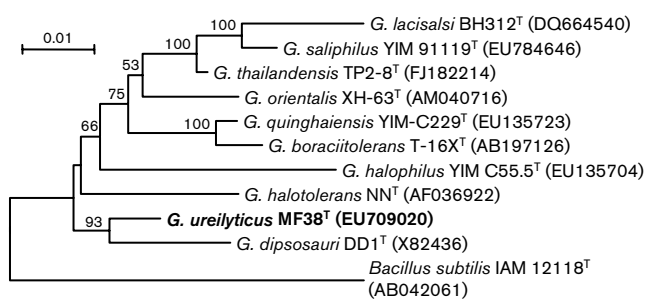 100 G. lacisalsi BH312ᵀ (DQ664540)
0.01 100 G. saliphilus YIM 91119ᵀ (EU784646)
53 G. thailandensis TP2-8ᵀ (FJ182214)
75 G. orientalis XH-63ᵀ (AM040716)
100 G. quinghaiensis YIM-C229ᵀ (EU135723)
66 G. boraciitolerans T-16Xᵀ (AB197126)
G. halophilus YIM C55.5ᵀ (EU135704)
G. halotolerans NNᵀ (AF036922)
93 G. ureilyticus MF38ᵀ (EU709020)
G. dipsosauri DD1ᵀ (X82436)
Bacillus subtilis IAM 12118ᵀ
(AB042061)